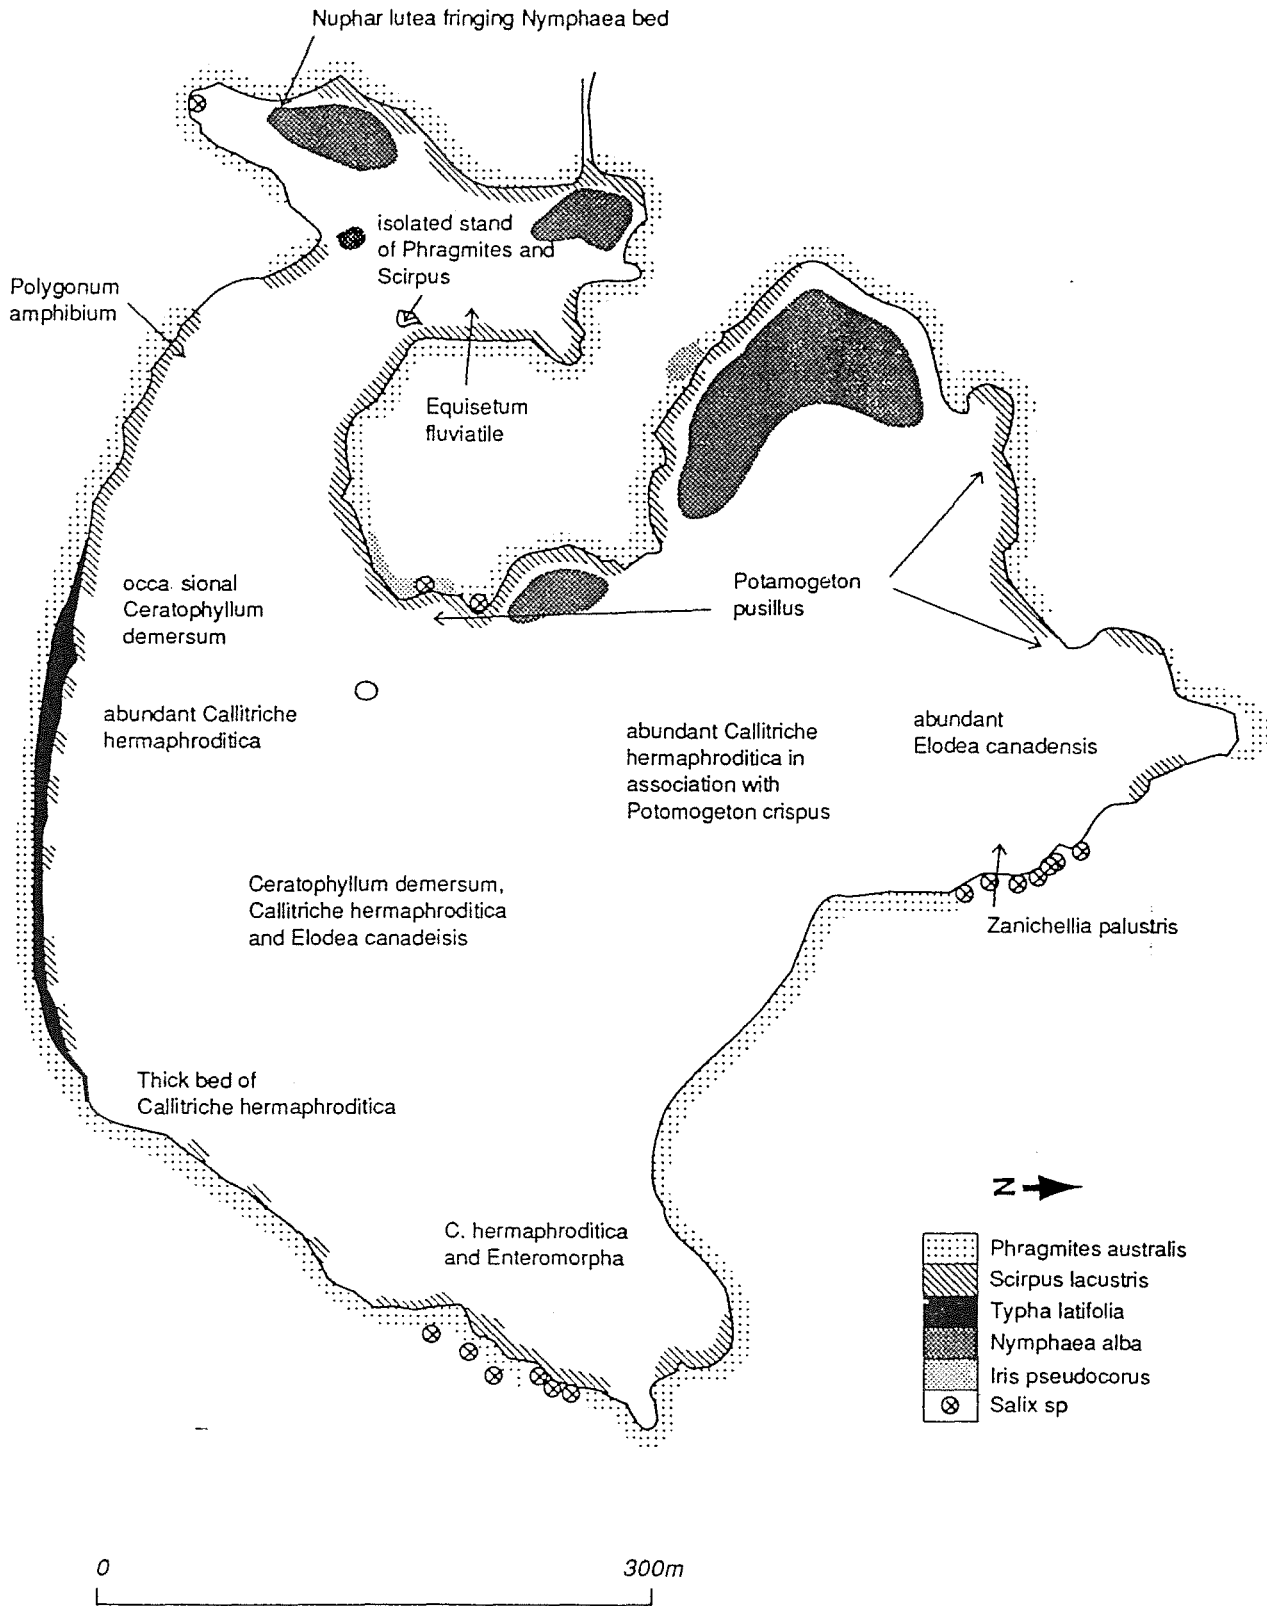 Nuphar lutea fringing Nymphaea bed
isolated stand
of Phragmites and
Scirpus
Polygonum
amphibium
Equisetum
fluviatile
occa sional
Ceratophyllum
demersum
Potamogeton
pusillus
abundant Callitriche
hermaphroditica
abundant Callitriche
hermaphroditica in
association with
Potomogeton crispus
abundant
Elodea canadensis
Ceratophyllum demersum,
Callitriche hermaphroditica
and Elodea canadeisis
Zanichellia palustris
Thick bed of
Callitriche hermaphroditica
C. hermaphroditica
and Enteromorpha
N
Phragmites australis
Scirpus lacustris
Typha latifolia
Nymphaea alba
Iris pseudocorus
Salix sp
0 300m